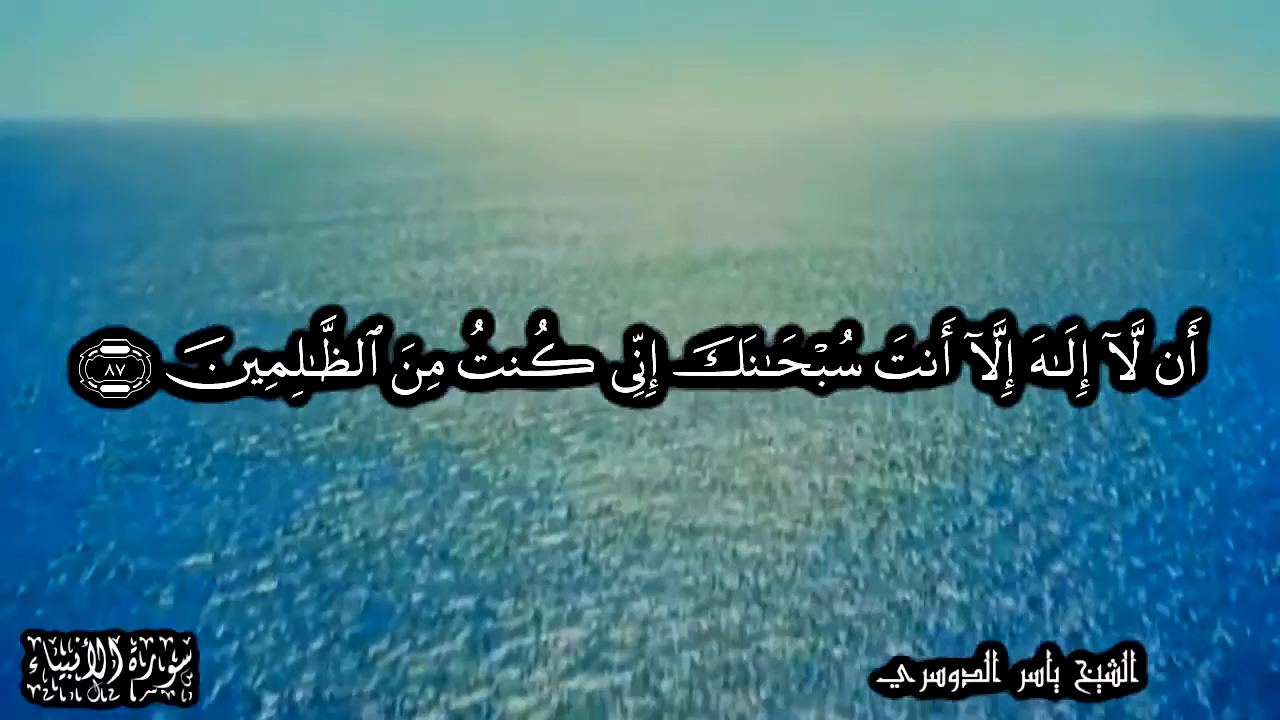 أَن لَّآ إِلَـٰهَ إِلَّآ أَنتَ سُبْحَـٰنَكَ إِنِّى كُنتُ مِنَ ٱلظَّـٰلِمِينَ ٨٧
سورة الأنبياء
الشيخ ياسر الدوسري